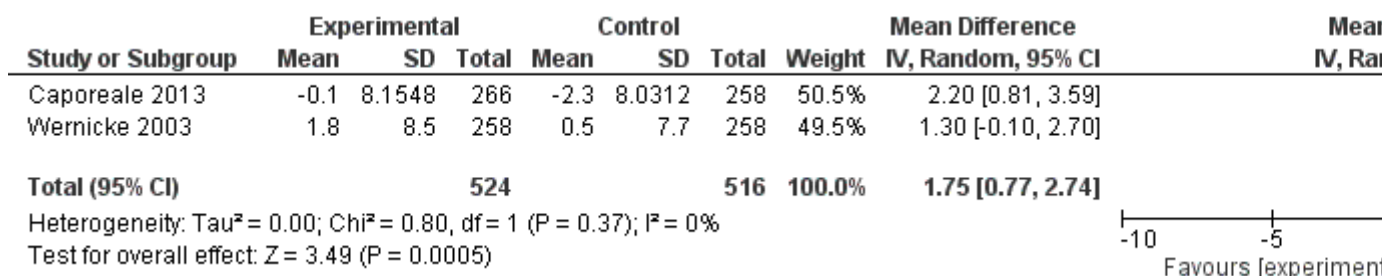 Experimental Control Mean Difference Mear
Study or Subgroup Mean SD Total Mean SD Total Weight IV, Random, 95% CI IV, Rar
Caporeale 2013 -0.1 8.1548 266 -2.3 8.0312 258 50.5% 2.20 [0.81, 3.59]
Wernicke 2003 1.8 8.5 258 0.5 7.7 258 49.5% 1.30 [-0.10, 2.70]
Total (95% CI) 524 516 100.0% 1.75 [0.77, 2.74]
Heterogeneity: Tau² = 0.00; Chi² = 0.80, df = 1 (P = 0.37); I² = 0%
Test for overall effect: Z = 3.49 (P = 0.0005)
-10 -5
Favours [experiment